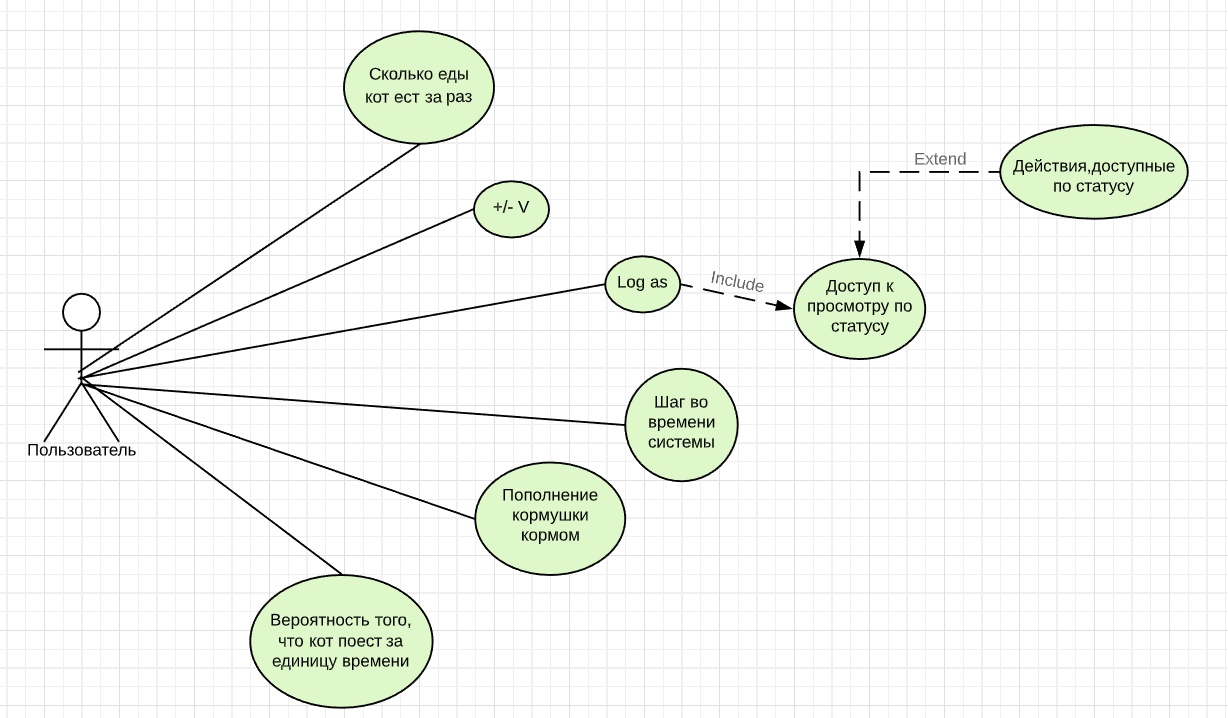 Сколько еды
кот ест за раз
Extend
Действия,доступные
по статусу
+/- V
Log as
Include
Доступ к
просмотру по
статусу
Шаг во
времени
системы
Пользователь
Пополнение
кормушки
кормом
Вероятность того,
что кот поест за
единицу времени